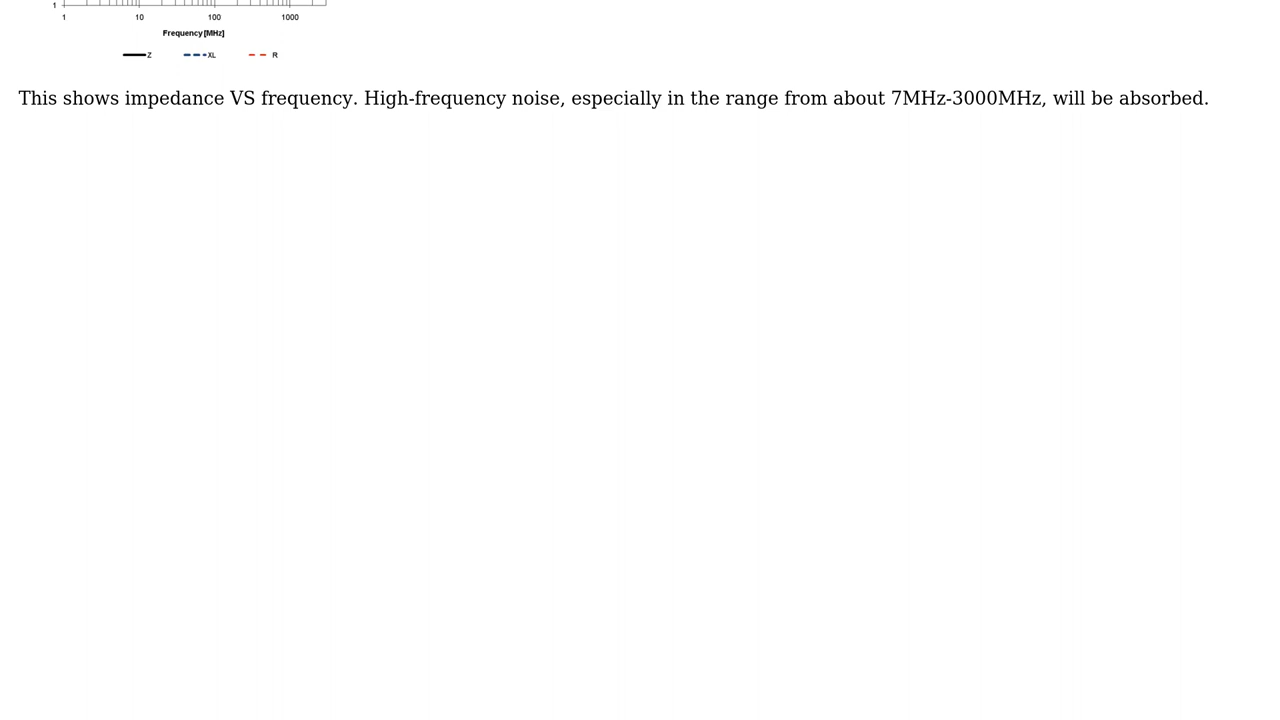 1
1 10 100 1000
Frequency [MHz]
Z XL R
This shows impedance VS frequency. High-frequency noise, especially in the range from about 7MHz-3000MHz, will be absorbed.